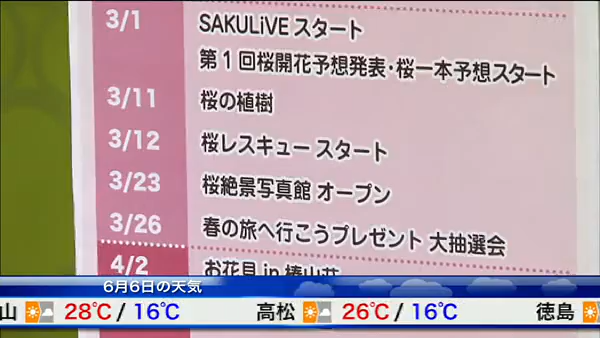 3/1 SAKULiVE スタート
第1回桜開花予想発表・桜一本予想スタート
3/11 桜の植樹
3/12 桜レスキュー スタート
3/23 桜絶景写真館 オープン
3/26 春の旅へ行こうプレゼント 大抽選会
4/2 お花見 in 椿山荘
6月6日の天気
山 28℃ / 16℃ 高松 26℃ / 16℃ 徳島